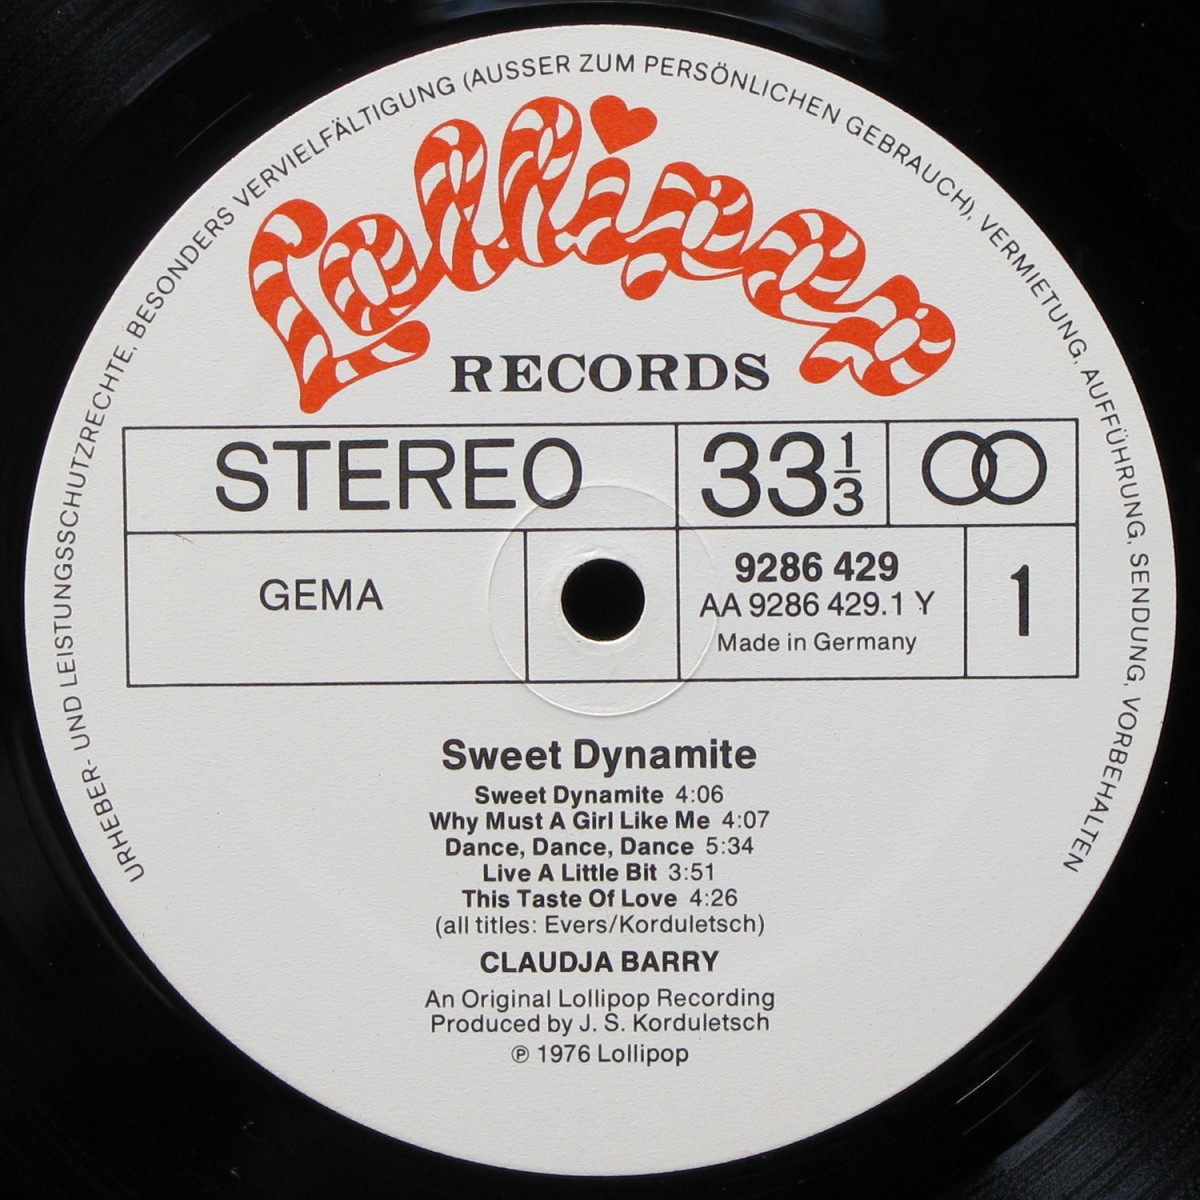 URHEBER- UND LEISTUNGSSCHUTZRECHTE, BESONDERS VERVIELFÄLTIGUNG (AUSSER ZUM PERSÖNLICHEN GEBRAUCH), VERMIETUNG, AUFFÜHRUNG, SENDUNG, VORBEHALTEN
Lollipop
RECORDS
STEREO 33 1/3
GEMA
9286 429
AA 9286 429.1 Y
Made in Germany
1
Sweet Dynamite
Sweet Dynamite 4:06
Why Must A Girl Like Me 4:07
Dance, Dance, Dance 5:34
Live A Little Bit 3:51
This Taste Of Love 4:26
(all titles: Evers/Korduletsch)
CLAUDJA BARRY
An Original Lollipop Recording
Produced by J. S. Korduletsch
℗ 1976 Lollipop